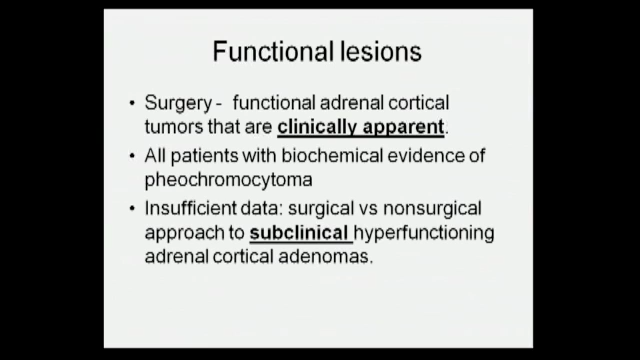 Functional lesions
• Surgery - functional adrenal cortical
tumors that are clinically apparent.
• All patients with biochemical evidence of
pheochromocytoma
• Insufficient data: surgical vs nonsurgical
approach to subclinical hyperfunctioning
adrenal cortical adenomas.